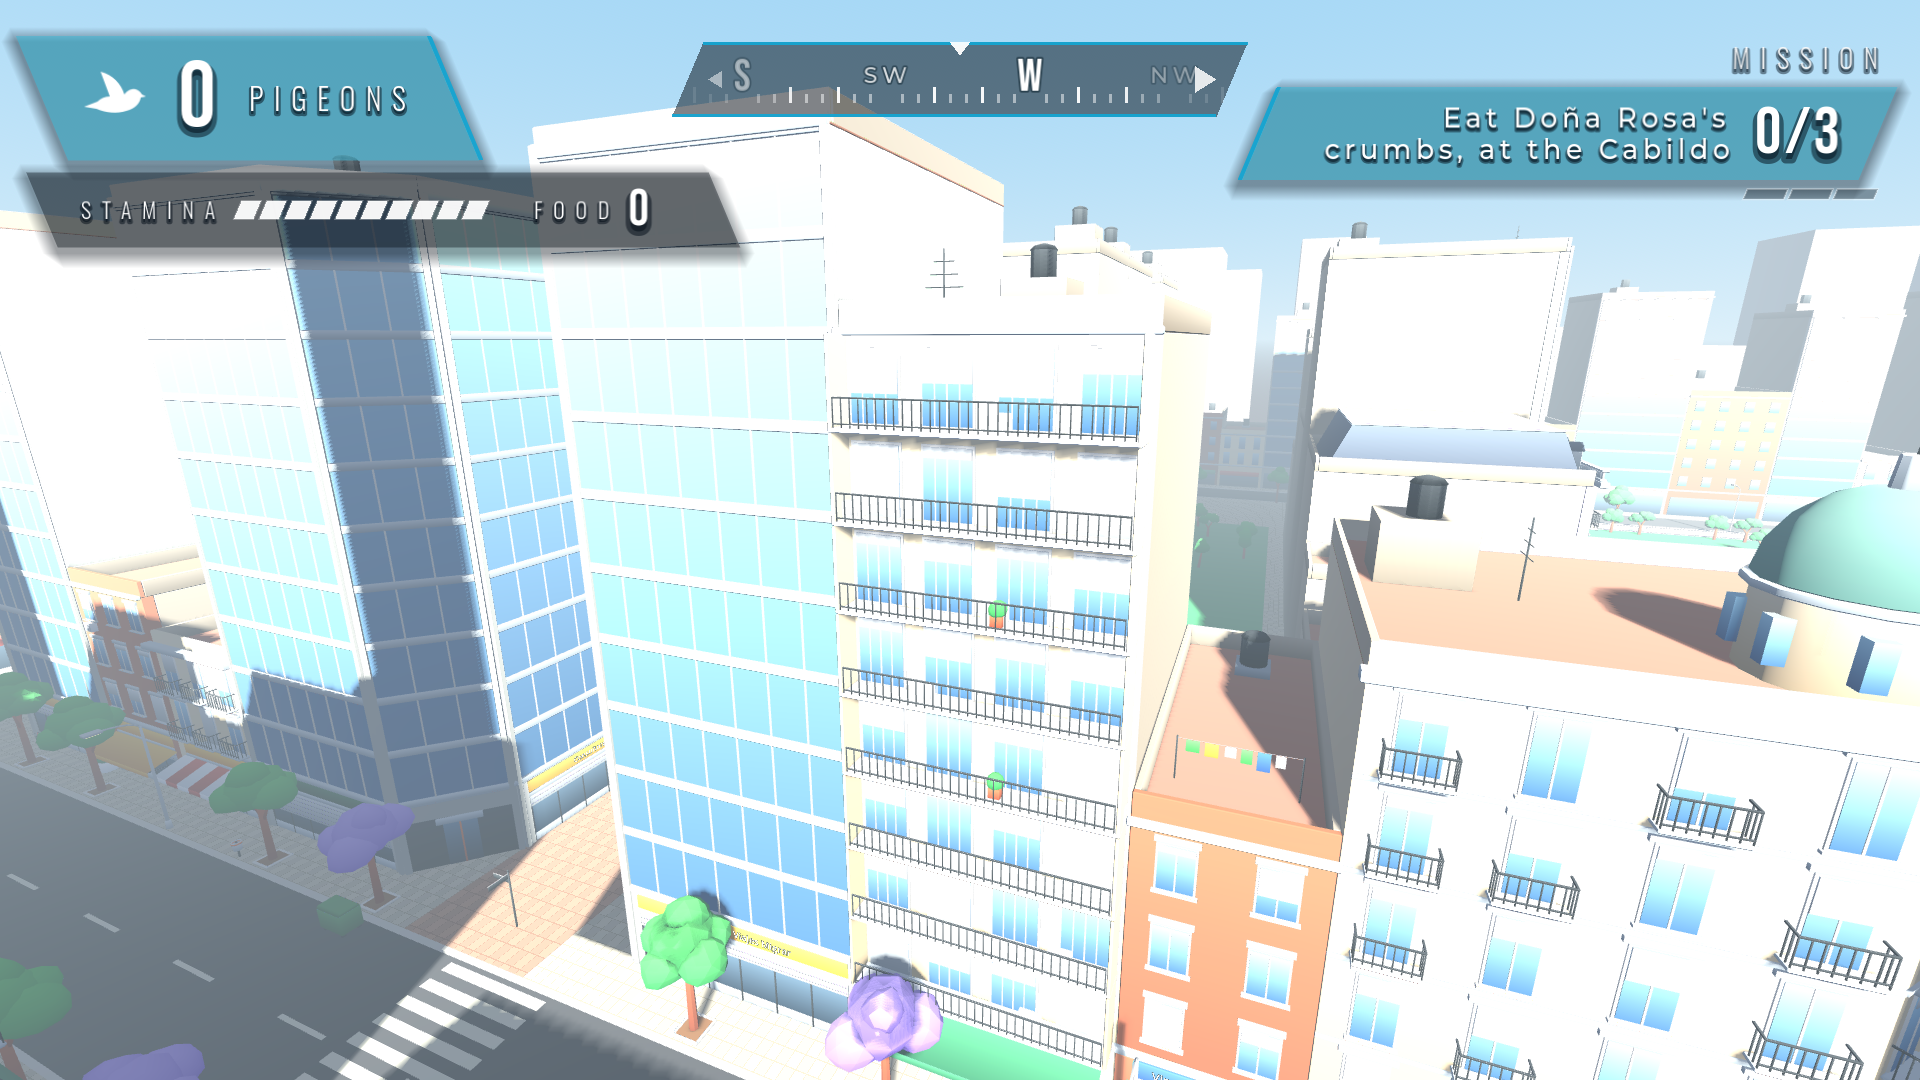 0 PIGEONS
STAMINA FOOD 0
S SW W NW
MISSION
Eat Doña Rosa's
crumbs, at the Cabildo
0/3